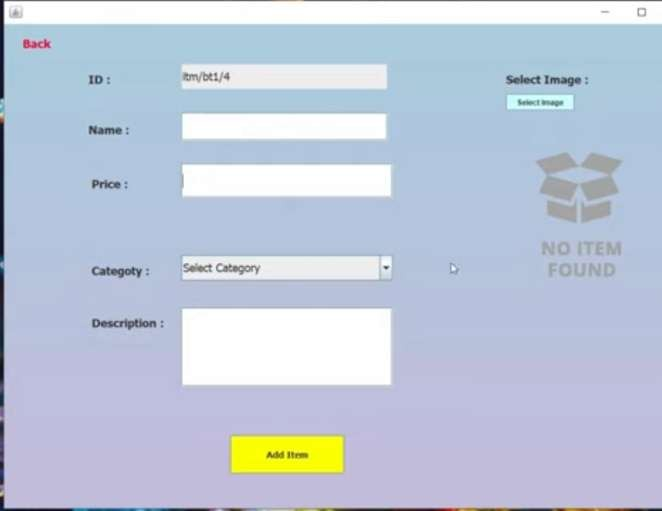 Back
ID :
itm/bt1/4
Select Image :
Select Image
Name :
Price :
NO ITEM
FOUND
Categoty :
Select Category
Description :
Add Item